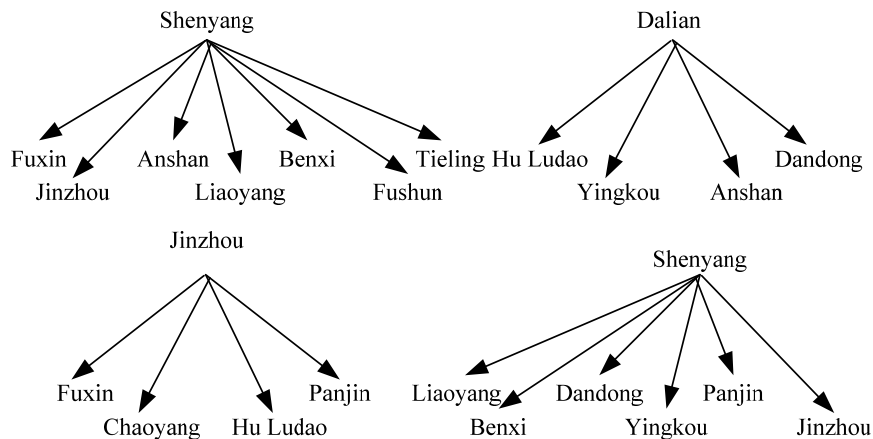 Shenyang
Dalian
Fuxin Anshan Benxi Tieling Hu Ludao Dandong
Jinzhou Liaoyang Fushun Yingkou Anshan
Jinzhou
Shenyang
Fuxin Panjin Liaoyang Dandong Panjin
Chaoyang Hu Ludao Benxi Yingkou Jinzhou